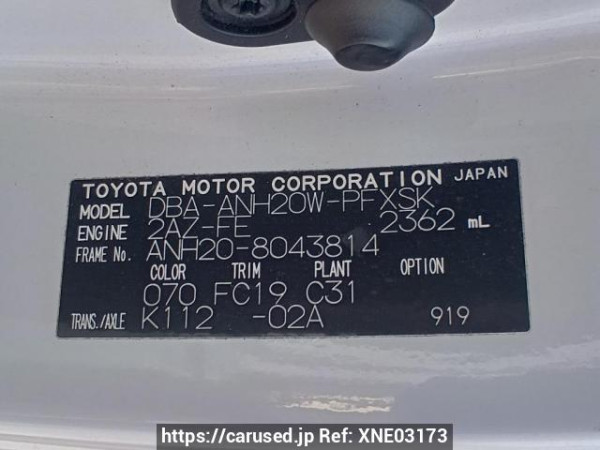 TOYOTA MOTOR CORPORATION JAPAN
MODEL DBA-ANH20W-PFXSK
ENGINE 2AZ-FE 2362 mL
FRAME No. ANH20-8043814
COLOR TRIM PLANT OPTION
070 FC19 C31
TRANS./AXLE K112 -02A 919
https://carused.jp Ref: XNE03173